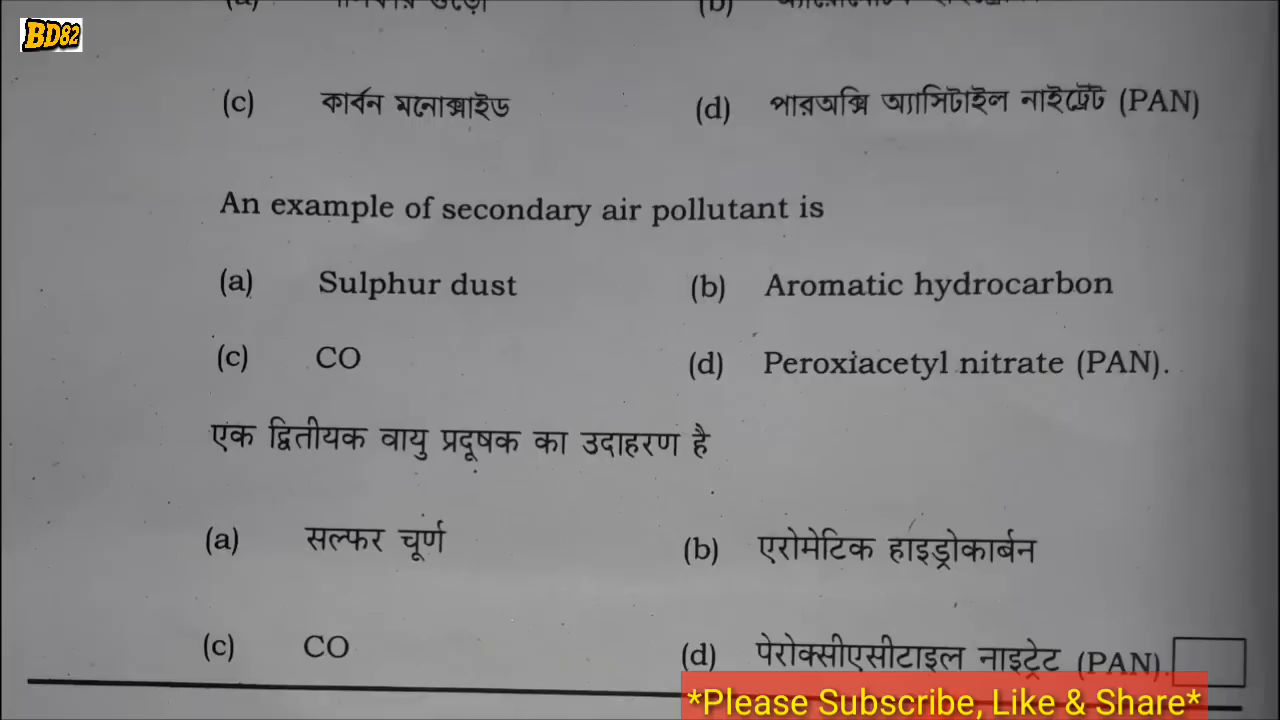 BD82
(c) কার্বন মনোক্সাইড (d) পারঅক্সি অ্যাসিটাইল নাইট্রেট (PAN)
An example of secondary air pollutant is
(a) Sulphur dust (b) Aromatic hydrocarbon
(c) CO (d) Peroxiacetyl nitrate (PAN).
एक द्वितीयक वायु प्रदूषक का उदाहरण है
(a) सल्फर चूर्ण (b) एरोमेटिक हाइड्रोकार्बन
(c) CO (d) पेरोक्सीएसीटाइल नाइट्रेट (PAN).
*Please Subscribe, Like & Share*